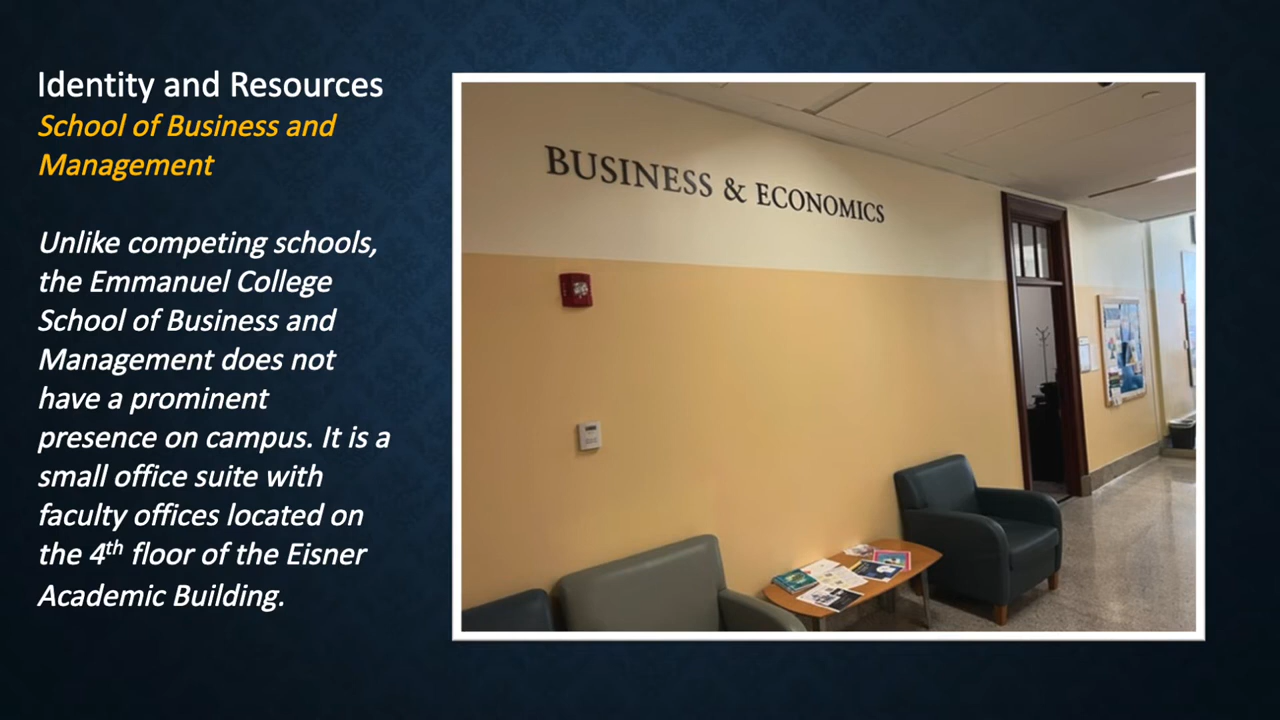 Identity and Resources
School of Business and
Management
Unlike competing schools,
the Emmanuel College
School of Business and
Management does not
have a prominent
presence on campus. It is a
small office suite with
faculty offices located on
the 4th floor of the Eisner
Academic Building.
BUSINESS & ECONOMICS